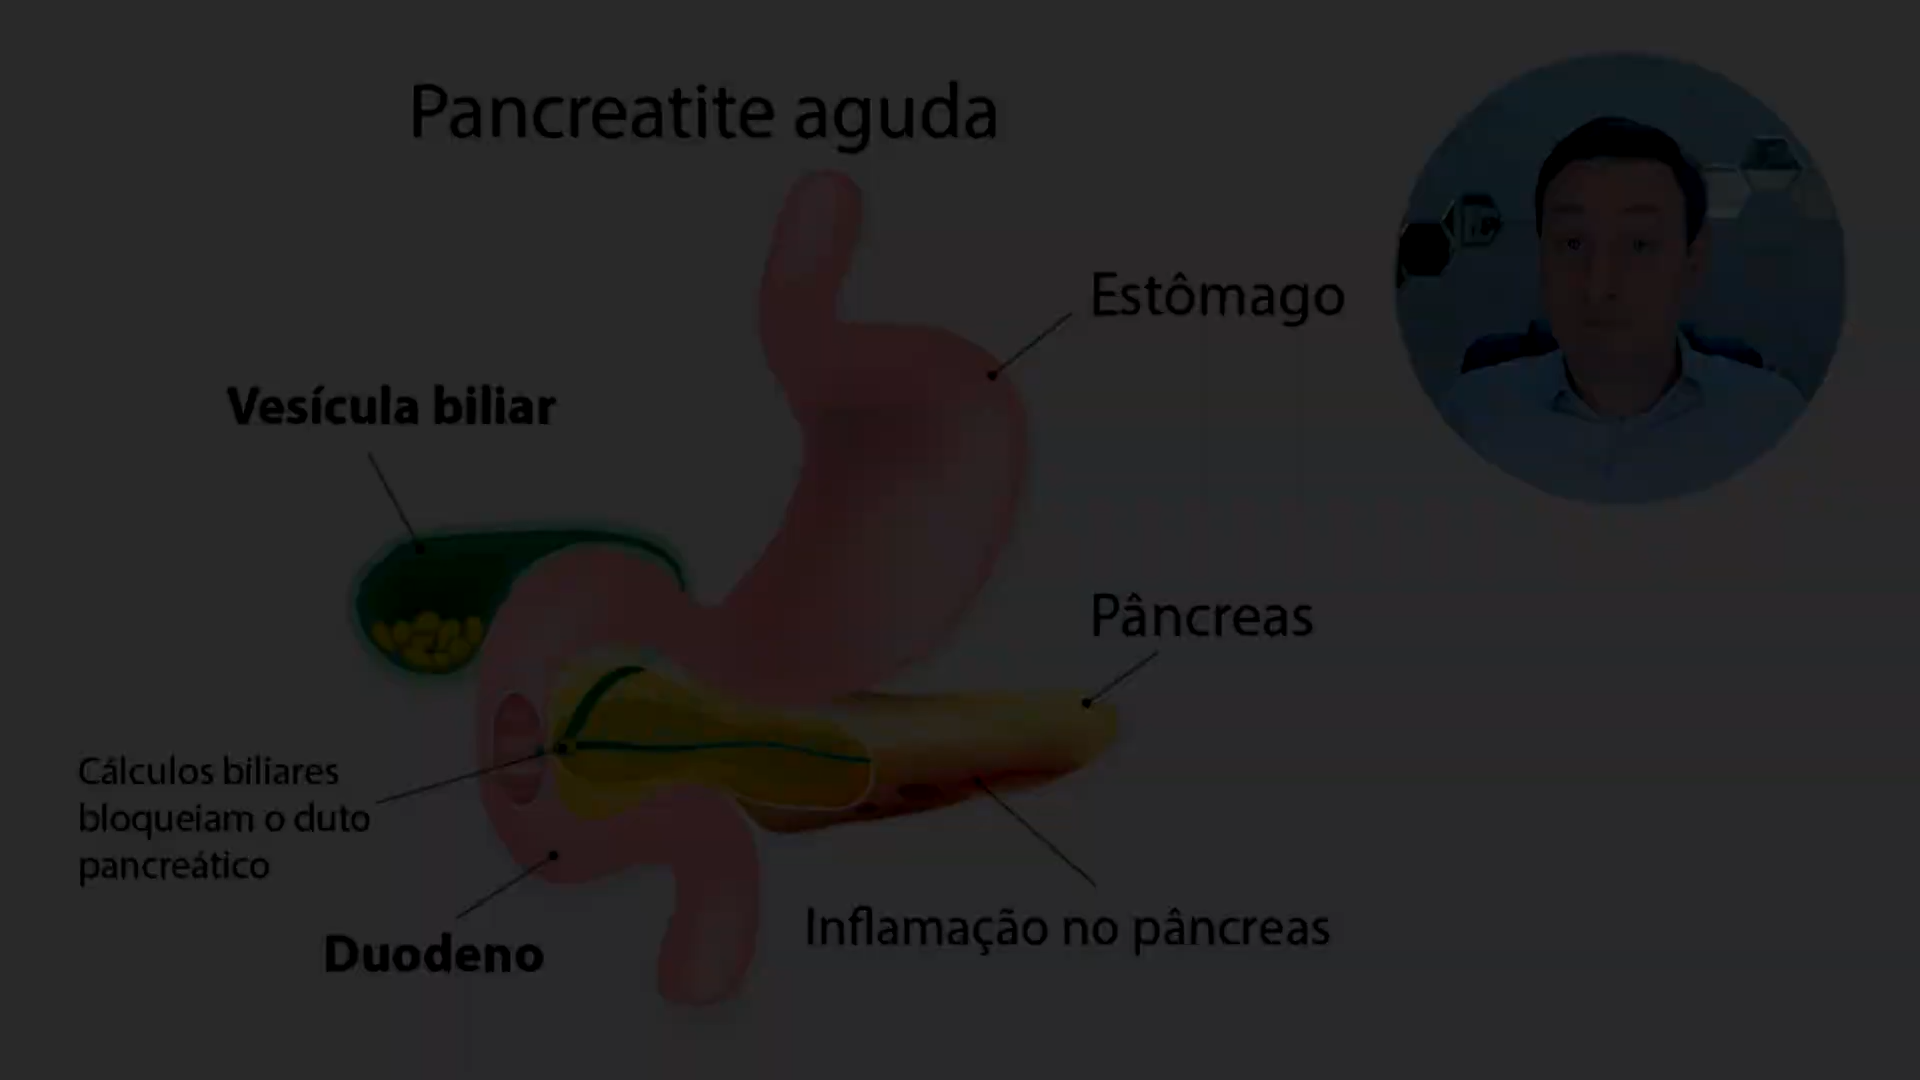 Pancreatite aguda
Estômago
Vesícula biliar
Pâncreas
Cálculos biliares
bloqueiam o duto
pancreático
Inflamação no pâncreas
Duodeno